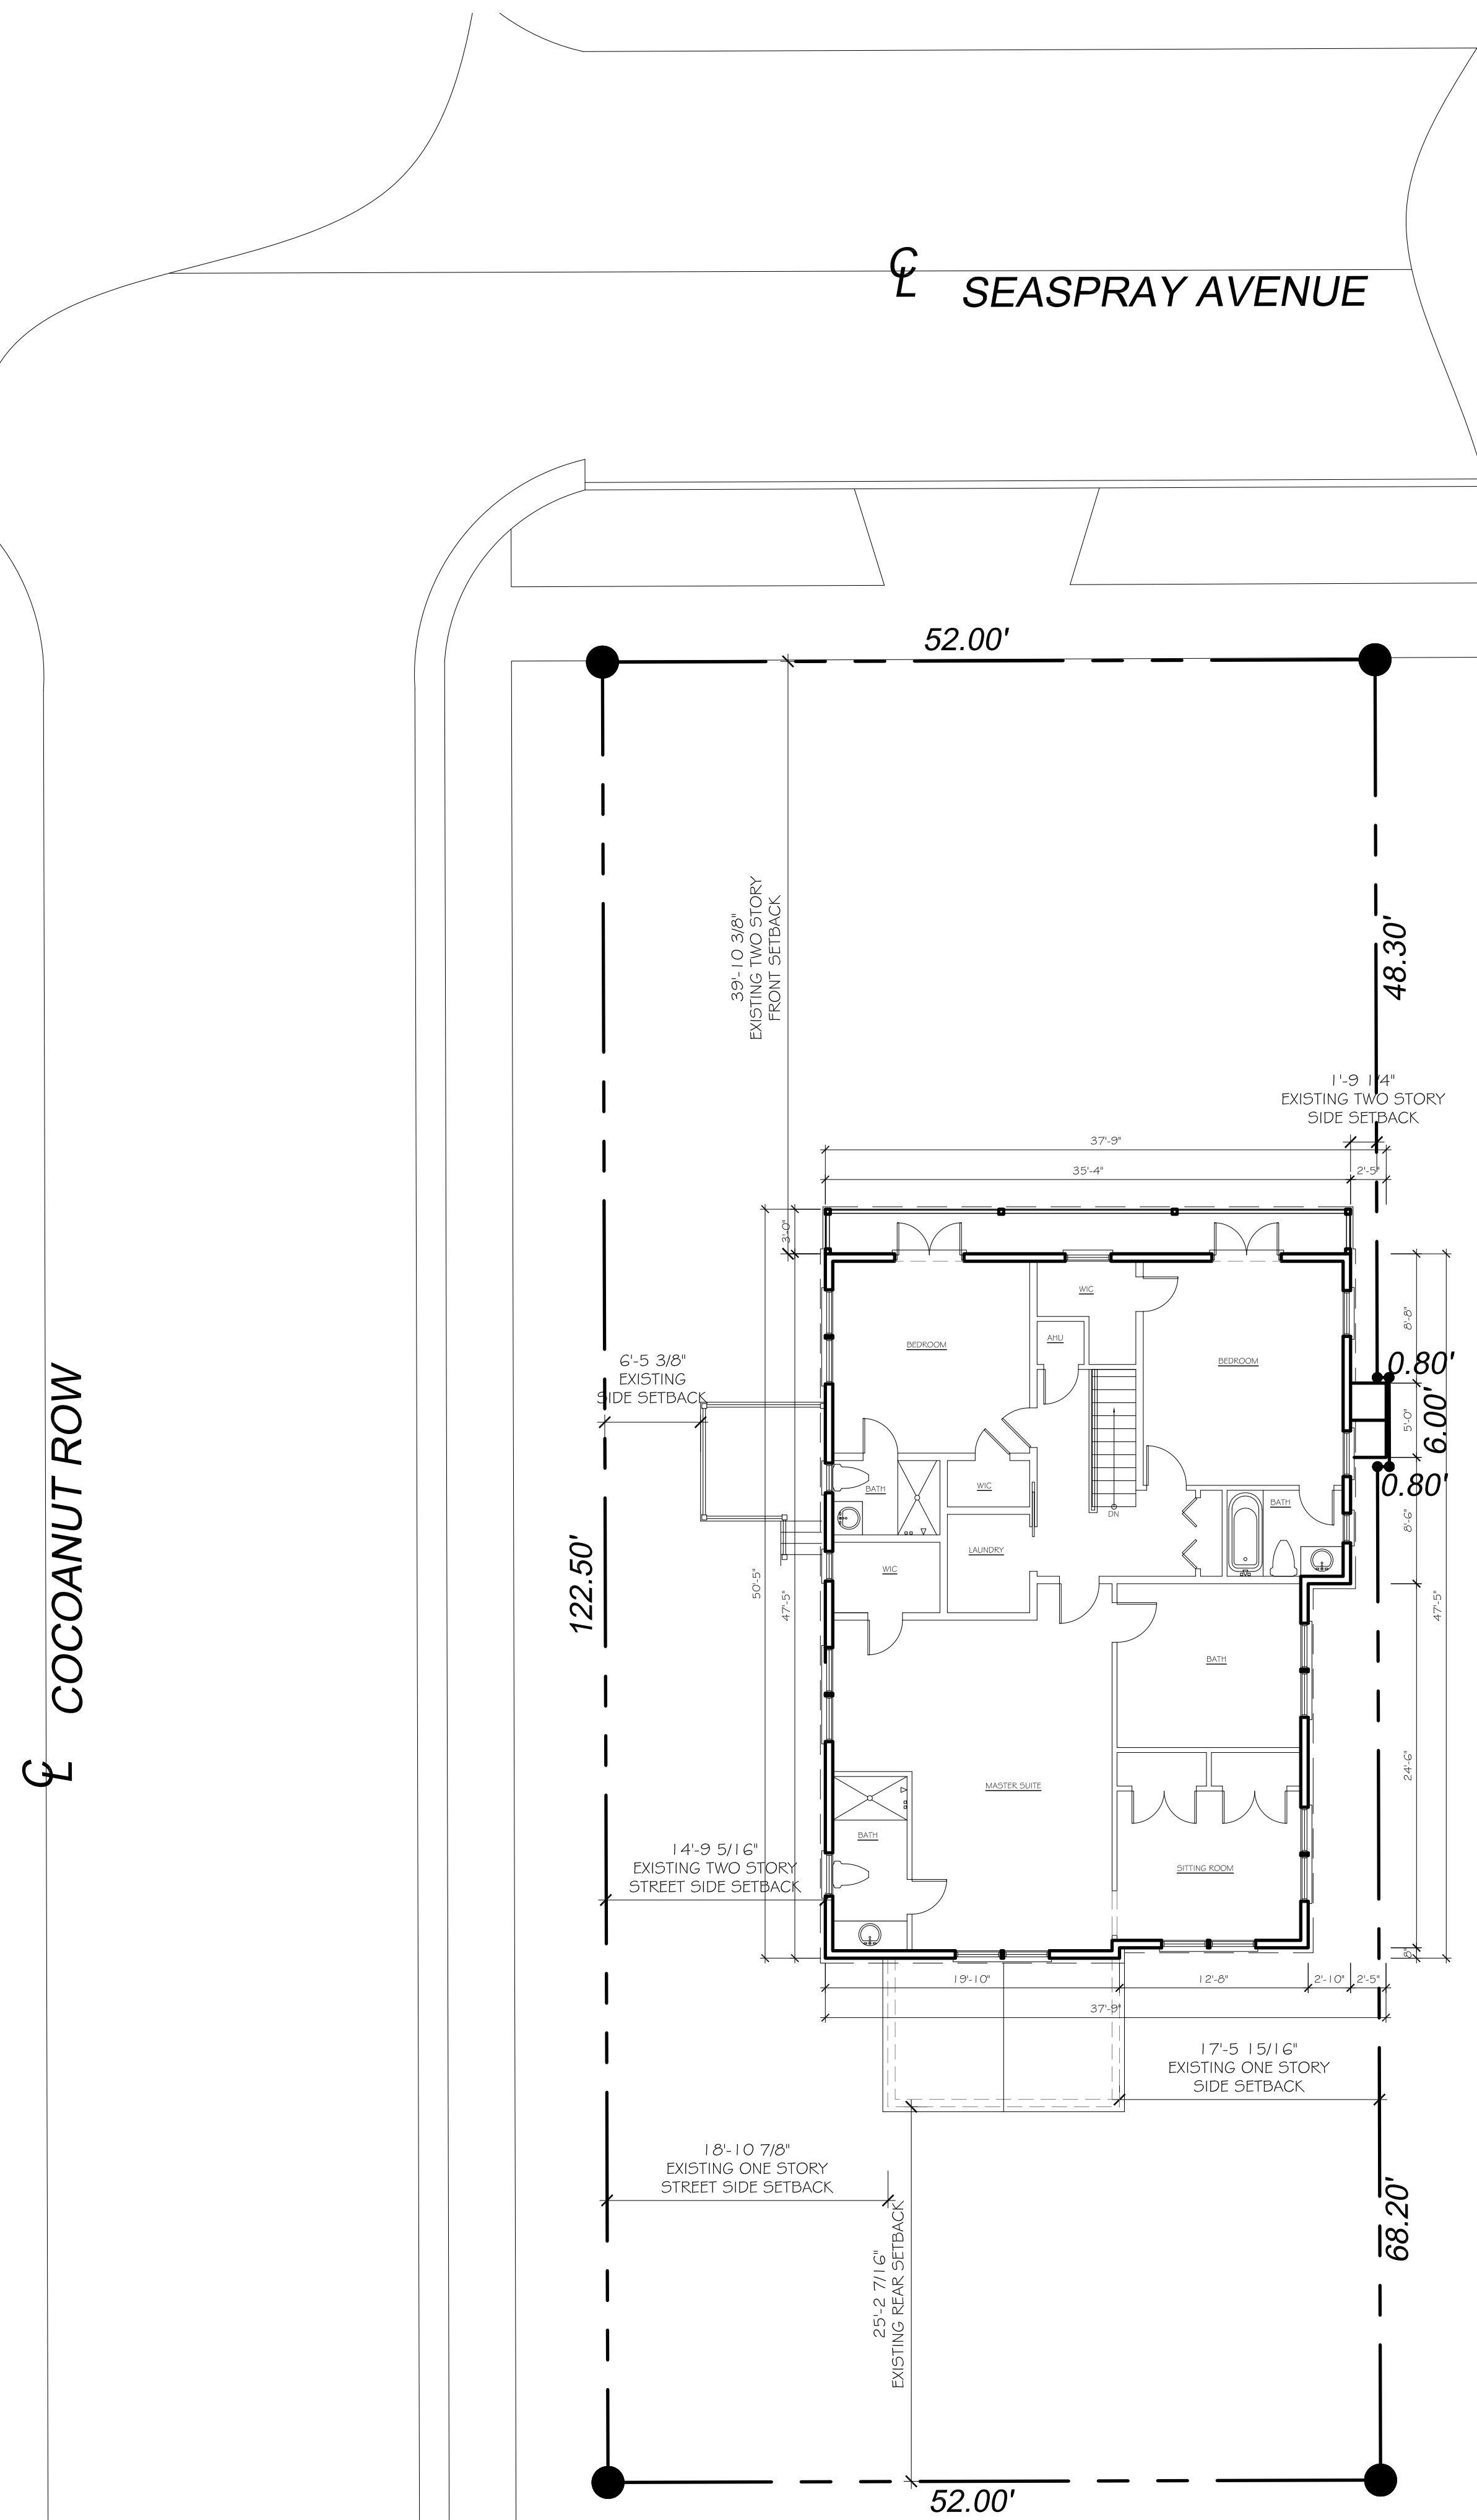 ℄
SEASPRAY AVENUE
52.00'
39'-10 3/8"
EXISTING TWO STORY
FRONT SETBACK
48.30'
1'-9 1/4"
EXISTING TWO STORY
SIDE SETBACK
37'-9"
35'-4"
2'-5"
3'-0"
WIC
AHU
BEDROOM
BEDROOM
8'-8"
0.80'
5'-0"
6.00'
0.80'
8'-6"
6'-5 3/8"
EXISTING
SIDE SETBACK
COCOANUT ROW
℄
122.50'
BATH
WIC
BATH
DN
LAUNDRY
WIC
50'-5"
47'-5"
47'-5"
BATH
24'-6"
MASTER SUITE
BATH
SITTING ROOM
14'-9 5/16"
EXISTING TWO STORY
STREET SIDE SETBACK
8"
19'-10"
12'-8"
2'-10"
2'-5"
37'-9"
17'-5 15/16"
EXISTING ONE STORY
SIDE SETBACK
18'-10 7/8"
EXISTING ONE STORY
STREET SIDE SETBACK
25'-2 7/16"
EXISTING REAR SETBACK
68.20'
52.00'